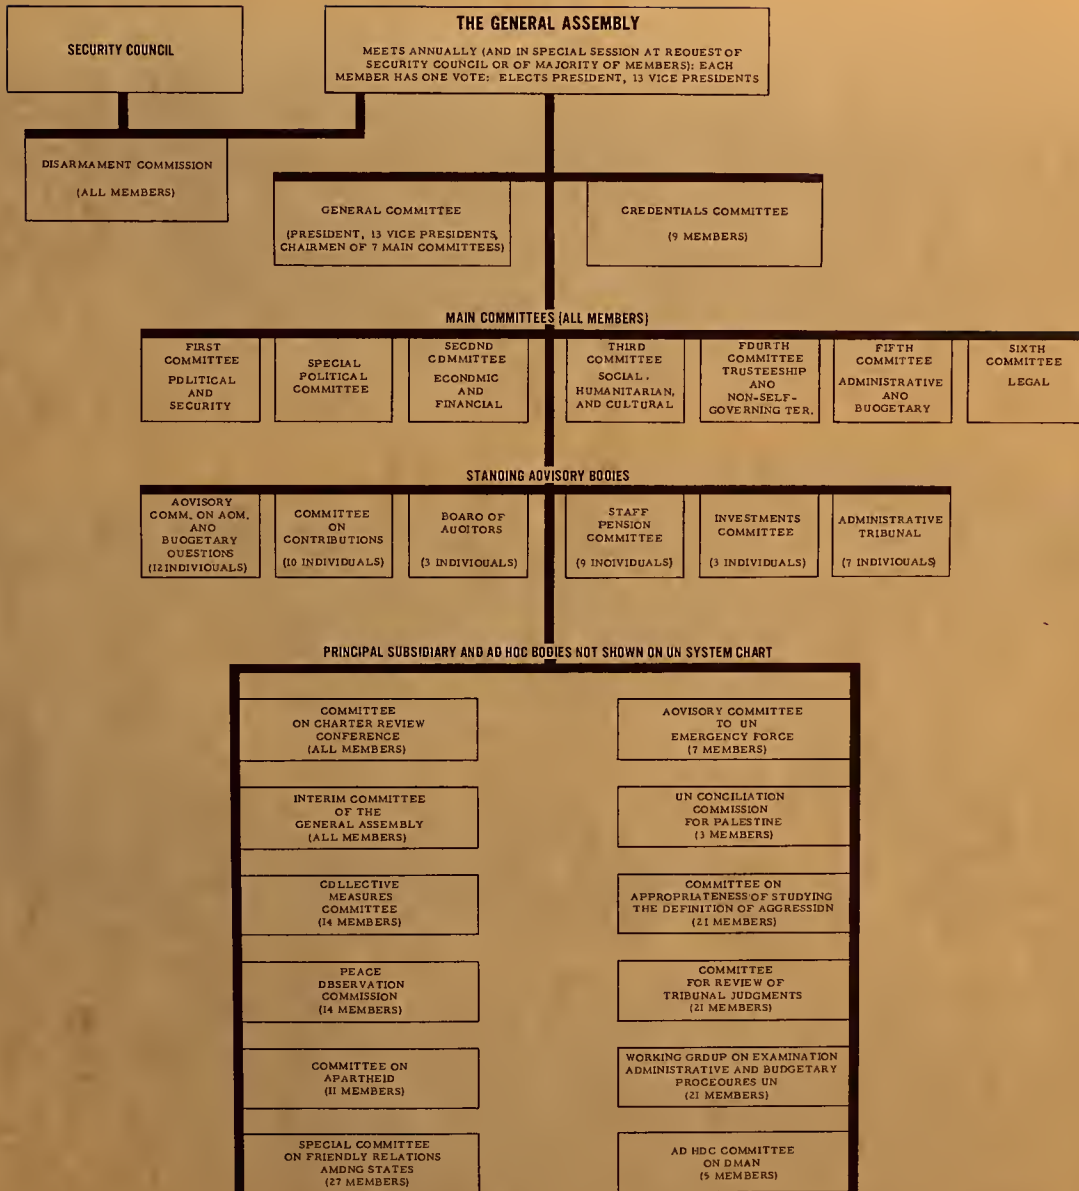 SECURITY COUNCIL
THE GENERAL ASSEMBLY
MEETS ANNUALLY (AND IN SPECIAL SESSION AT REQUEST OF
SECURITY COUNCIL OR OF MAJORITY OF MEMBERS): EACH
MEMBER HAS ONE VOTE: ELECTS PRESIDENT, 13 VICE PRESIDENTS
DISARMAMENT COMMISSION
(ALL MEMBERS)
GENERAL COMMITTEE
(PRESIDENT, 13 VICE PRESIDENTS,
CHAIRMEN OF 7 MAIN COMMITTEES)
CREDENTIALS COMMITTEE
(9 MEMBERS)
MAIN COMMITTEES (ALL MEMBERS)
FIRST
COMMITTEE
POLITICAL
AND
SECURITY
SPECIAL
POLITICAL
COMMITTEE
SECOND
COMMITTEE
ECONOMIC
AND
FINANCIAL
THIRD
COMMITTEE
SOCIAL,
HUMANITARIAN,
AND CULTURAL
FOURTH
COMMITTEE
TRUSTEESHIP
AND
NON-SELF-
GOVERNING TER.
FIFTH
COMMITTEE
ADMINISTRATIVE
AND
BUDGETARY
SIXTH
COMMITTEE
LEGAL
STANDING ADVISORY BODIES
ADVISORY
COMM. ON ADM.
AND
BUDGETARY
QUESTIONS
(12 INDIVIDUALS)
COMMITTEE
ON
CONTRIBUTIONS
(10 INDIVIDUALS)
BOARD OF
AUDITORS
(3 INDIVIDUALS)
STAFF
PENSION
COMMITTEE
(9 INDIVIDUALS)
INVESTMENTS
COMMITTEE
(3 INDIVIDUALS)
ADMINISTRATIVE
TRIBUNAL
(7 INDIVIDUALS)
PRINCIPAL SUBSIDIARY AND AD HOC BODIES NOT SHOWN ON UN SYSTEM CHART
COMMITTEE
ON CHARTER REVIEW
CONFERENCE
(ALL MEMBERS)
ADVISORY COMMITTEE
TO UN
EMERGENCY FORCE
(7 MEMBERS)
INTERIM COMMITTEE
OF THE
GENERAL ASSEMBLY
(ALL MEMBERS)
UN CONCILIATION
COMMISSION
FOR PALESTINE
(3 MEMBERS)
COLLECTIVE
MEASURES
COMMITTEE
(14 MEMBERS)
COMMITTEE ON
APPROPRIATENESS OF STUDYING
THE DEFINITION OF AGGRESSION
(21 MEMBERS)
PEACE
OBSERVATION
COMMISSION
(14 MEMBERS)
COMMITTEE
FOR REVIEW OF
TRIBUNAL JUDGMENTS
(21 MEMBERS)
COMMITTEE ON
APARTHEID
(11 MEMBERS)
WORKING GROUP ON EXAMINATION
ADMINISTRATIVE AND BUDGETARY
PROCEDURES UN
(21 MEMBERS)
SPECIAL COMMITTEE
ON FRIENDLY RELATIONS
AMONG STATES
(27 MEMBERS)
AD HOC COMMITTEE
ON OMAN
(5 MEMBERS)